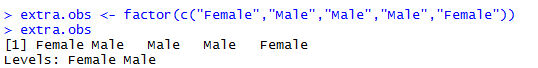 > extra.obs <- factor(c("Female","Male","Male","Male","Female"))
> extra.obs
[1] Female Male   Male   Male   Female
Levels: Female Male